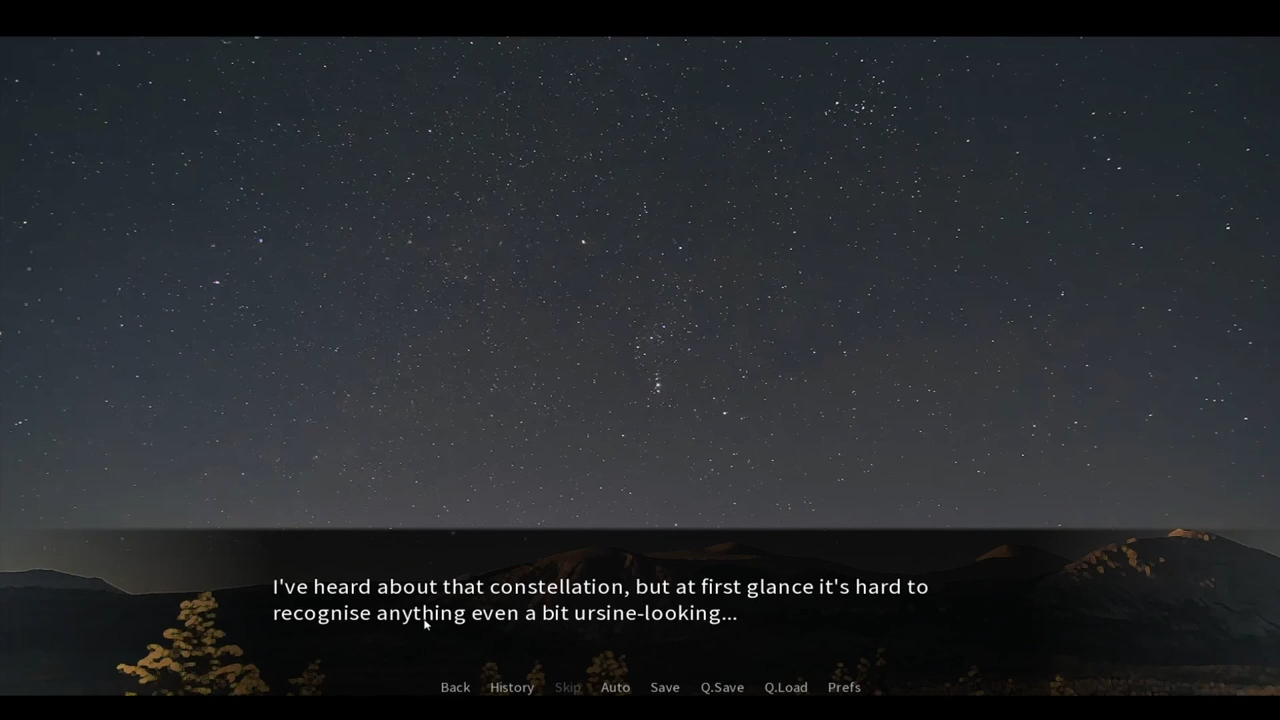 I've heard about that constellation, but at first glance it's hard to
recognise anything even a bit ursine-looking...
Back History Skip Auto Save Q.Save Q.Load Prefs